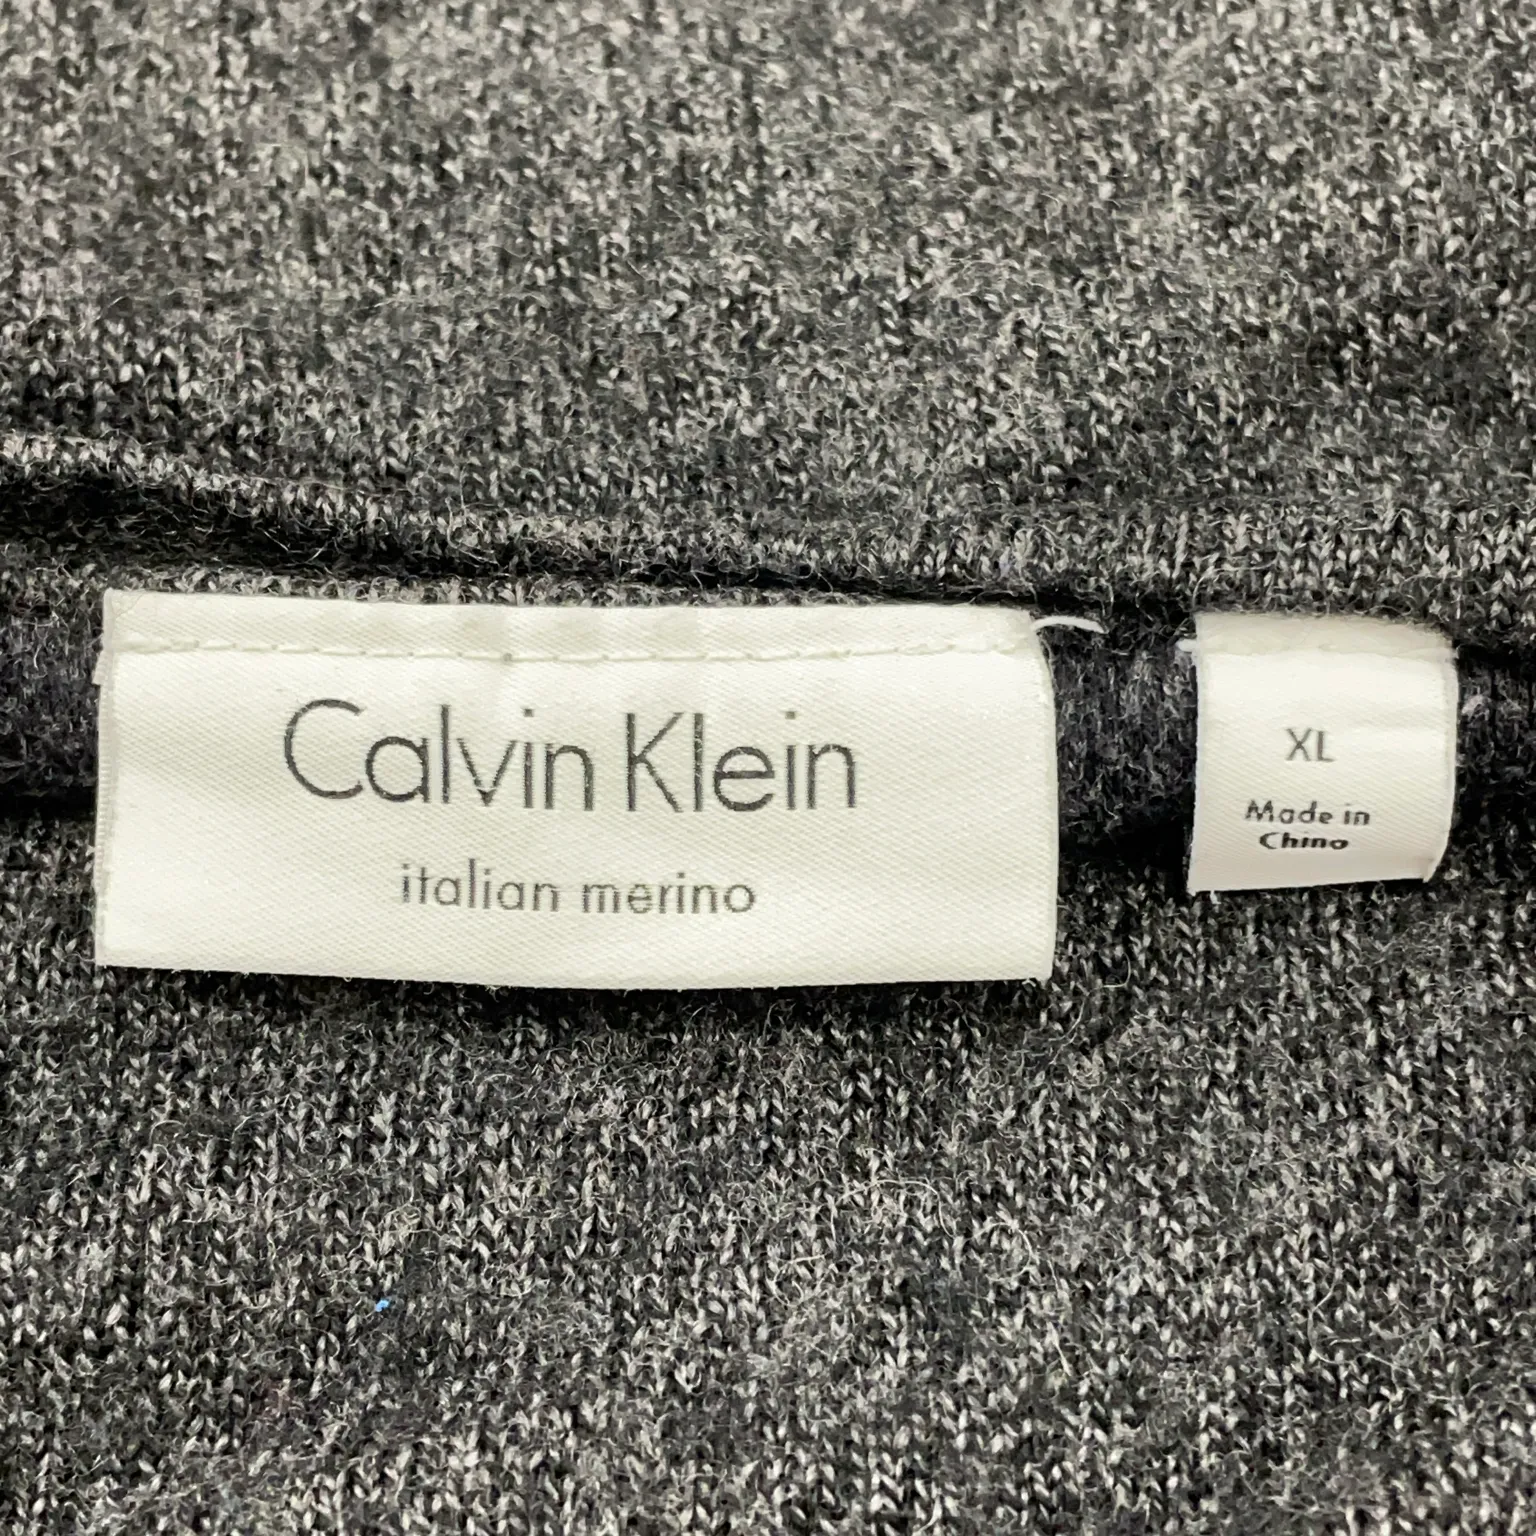 Calvin Klein
italian merino
XL
Made in
China